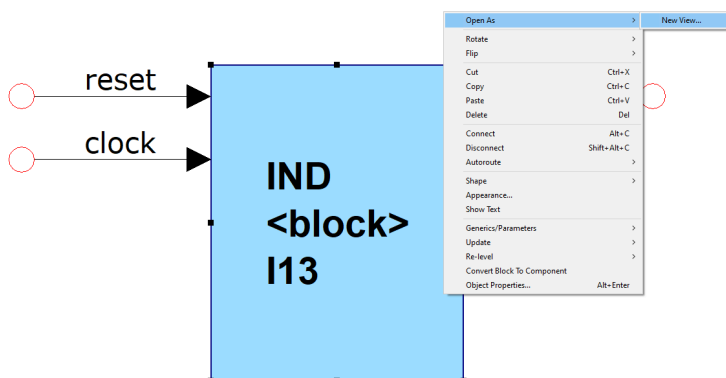 reset
clock
IND
<block>
I13
Open As > New View...
Rotate >
Flip >
Cut Ctrl+X
Copy Ctrl+C
Paste Ctrl+V
Delete Del
Connect Alt+C
Disconnect Shift+Alt+C
Autoroute >
Shape >
Appearance...
Show Text
Generics/Parameters >
Update >
Re-level >
Convert Block To Component
Object Properties... Alt+Enter